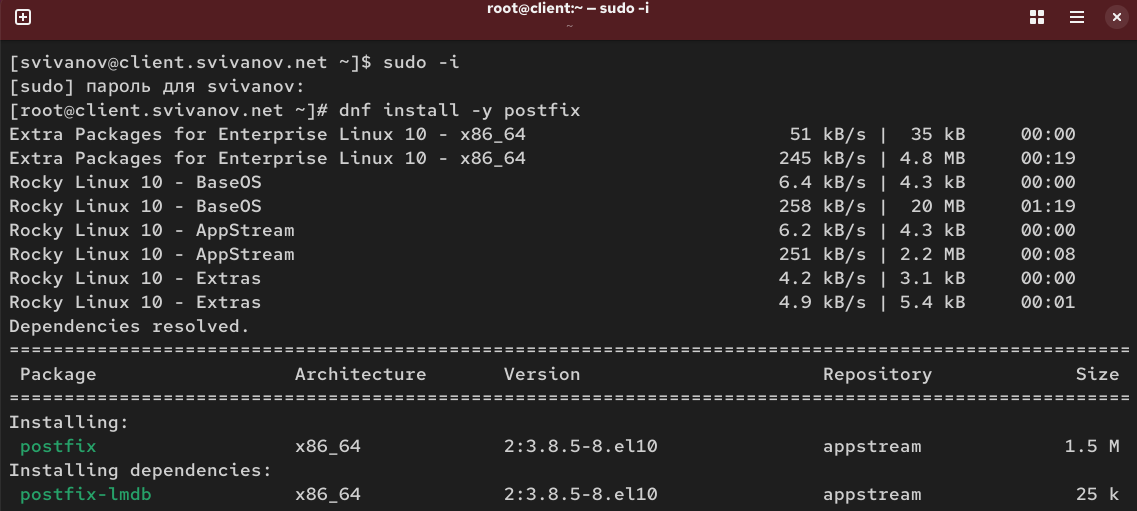 root@client:~ — sudo -i
~
[svivanov@client.svivanov.net ~]$ sudo -i
[sudo] пароль для svivanov:
[root@client.svivanov.net ~]# dnf install -y postfix
Extra Packages for Enterprise Linux 10 - x86_64                        51 kB/s |  35 kB     00:00
Extra Packages for Enterprise Linux 10 - x86_64                       245 kB/s | 4.8 MB     00:19
Rocky Linux 10 - BaseOS                                               6.4 kB/s | 4.3 kB     00:00
Rocky Linux 10 - BaseOS                                               258 kB/s |  20 MB     01:19
Rocky Linux 10 - AppStream                                            6.2 kB/s | 4.3 kB     00:00
Rocky Linux 10 - AppStream                                            251 kB/s | 2.2 MB     00:08
Rocky Linux 10 - Extras                                               4.2 kB/s | 3.1 kB     00:00
Rocky Linux 10 - Extras                                               4.9 kB/s | 5.4 kB     00:01
Dependencies resolved.
======================================================================================================
 Package                  Architecture       Version                      Repository             Size
======================================================================================================
Installing:
 postfix                  x86_64             2:3.8.5-8.el10               appstream             1.5 M
Installing dependencies:
 postfix-lmdb             x86_64             2:3.8.5-8.el10               appstream              25 k